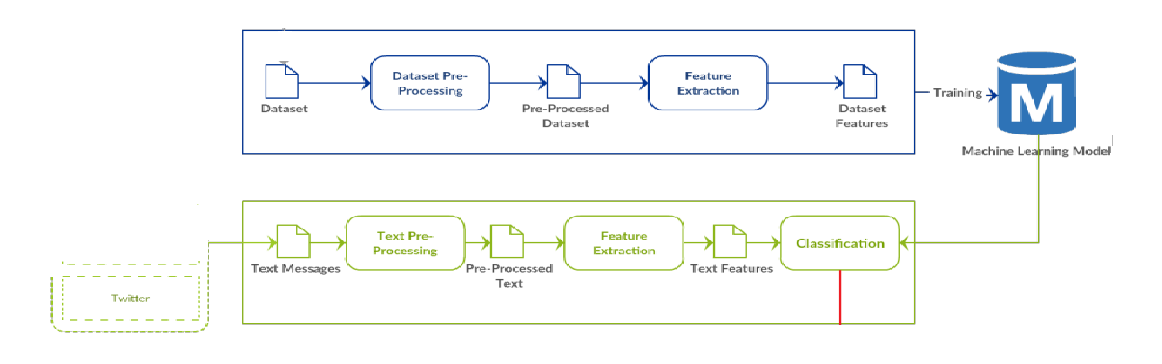 Dataset
Dataset Pre-
Processing
Pre-Processed
Dataset
Feature
Extraction
Dataset
Features
Training
M
Machine Learning Model
Text Messages
Text Pre-
Processing
Pre-Processed
Text
Feature
Extraction
Text Features
Classification
Twitter